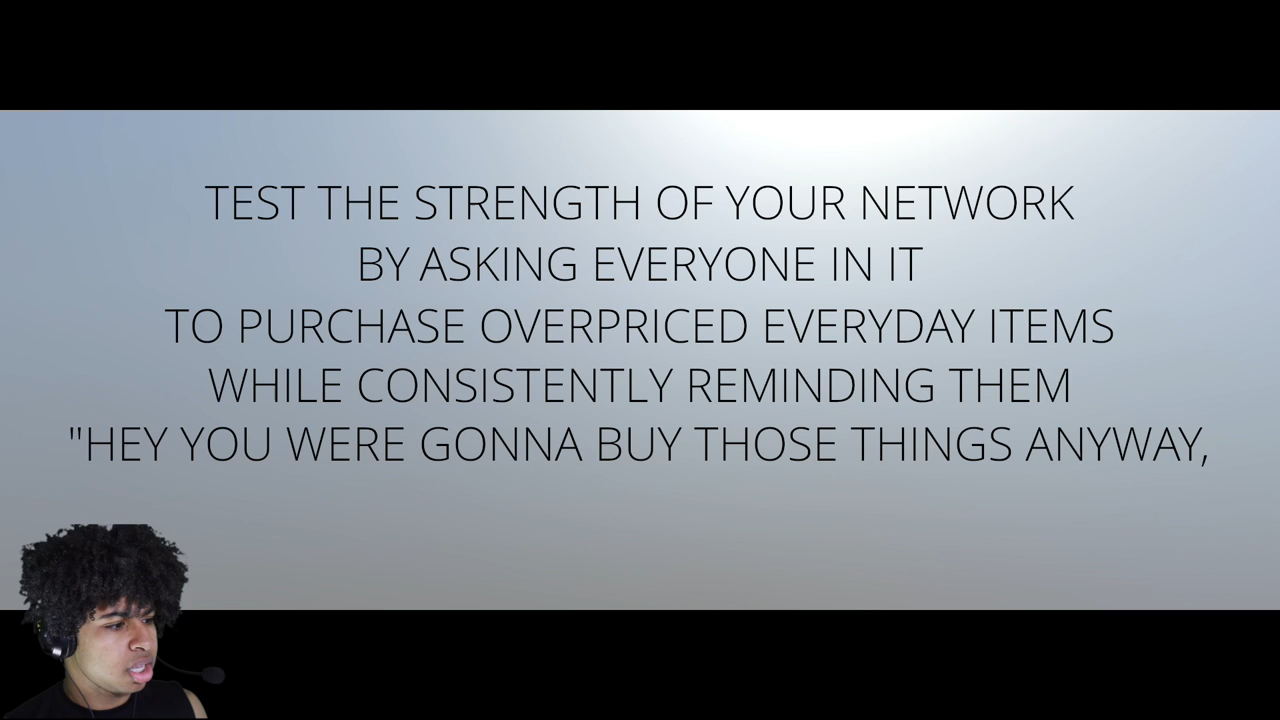 TEST THE STRENGTH OF YOUR NETWORK
BY ASKING EVERYONE IN IT
TO PURCHASE OVERPRICED EVERYDAY ITEMS
WHILE CONSISTENTLY REMINDING THEM
"HEY YOU WERE GONNA BUY THOSE THINGS ANYWAY,